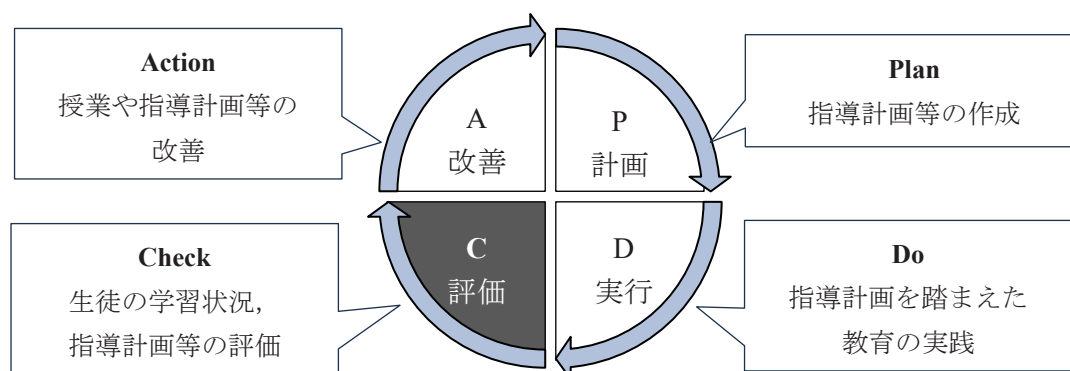 Action
授業や指導計画等の
改善
A
改善
P
計画
Plan
指導計画等の作成
Check
生徒の学習状況,
指導計画等の評価
C
評価
D
実行
Do
指導計画を踏まえた
教育の実践